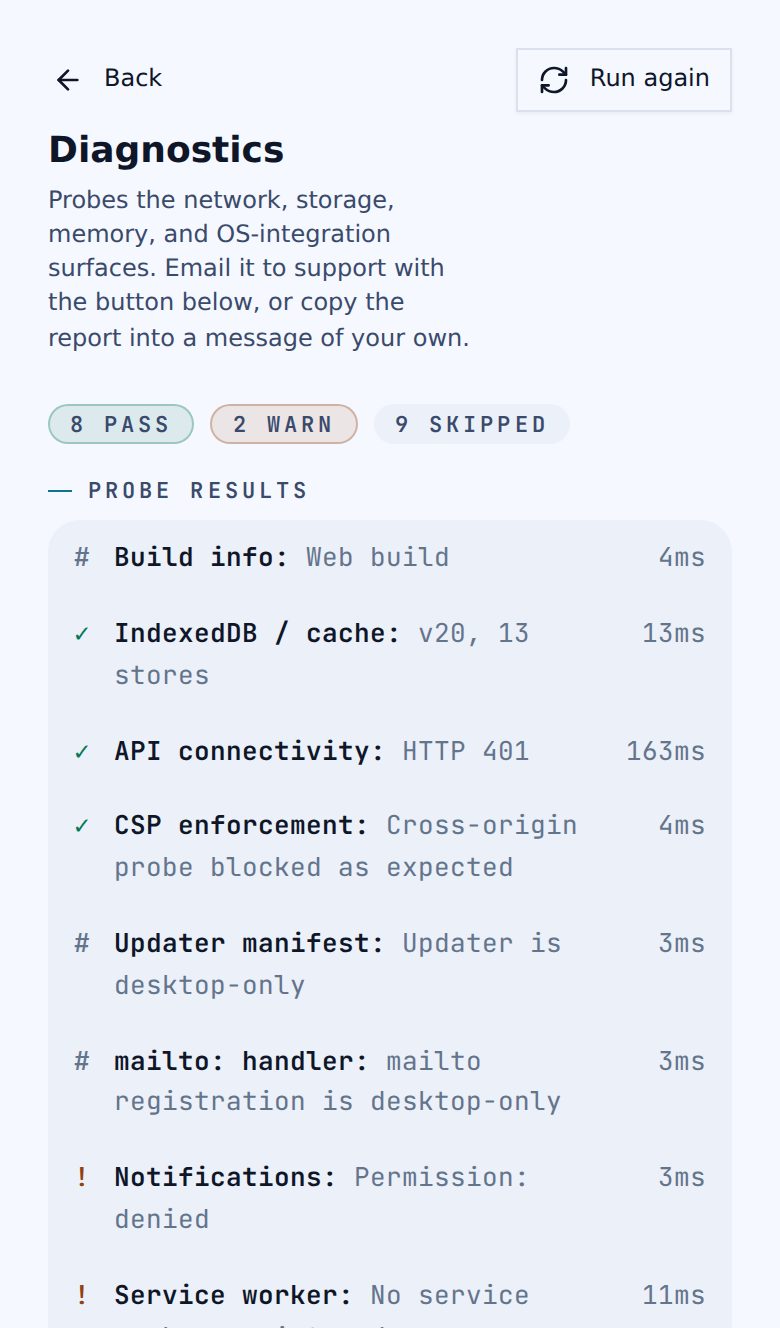 Back
Run again
Diagnostics
Probes the network, storage,
memory, and OS-integration
surfaces. Email it to support with
the button below, or copy the
report into a message of your own.
8 PASS
2 WARN
9 SKIPPED
PROBE RESULTS
# Build info: Web build 4ms
✓ IndexedDB / cache: v20, 13 13ms
stores
✓ API connectivity: HTTP 401 163ms
✓ CSP enforcement: Cross-origin 4ms
probe blocked as expected
# Updater manifest: Updater is 3ms
desktop-only
# mailto: handler: mailto 3ms
registration is desktop-only
! Notifications: Permission: 3ms
denied
! Service worker: No service 11ms